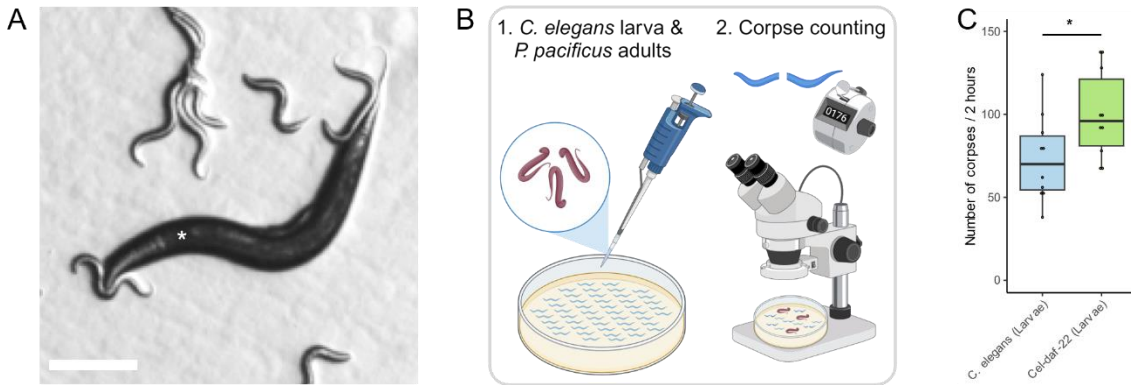 A
*
B
1. C. elegans larva &
P. pacificus adults
2. Corpse counting
0176
C
*
Number of corpses / 2 hours
150
100
50
0
C. elegans (Larvae)
Cel-daf-22 (Larvae)